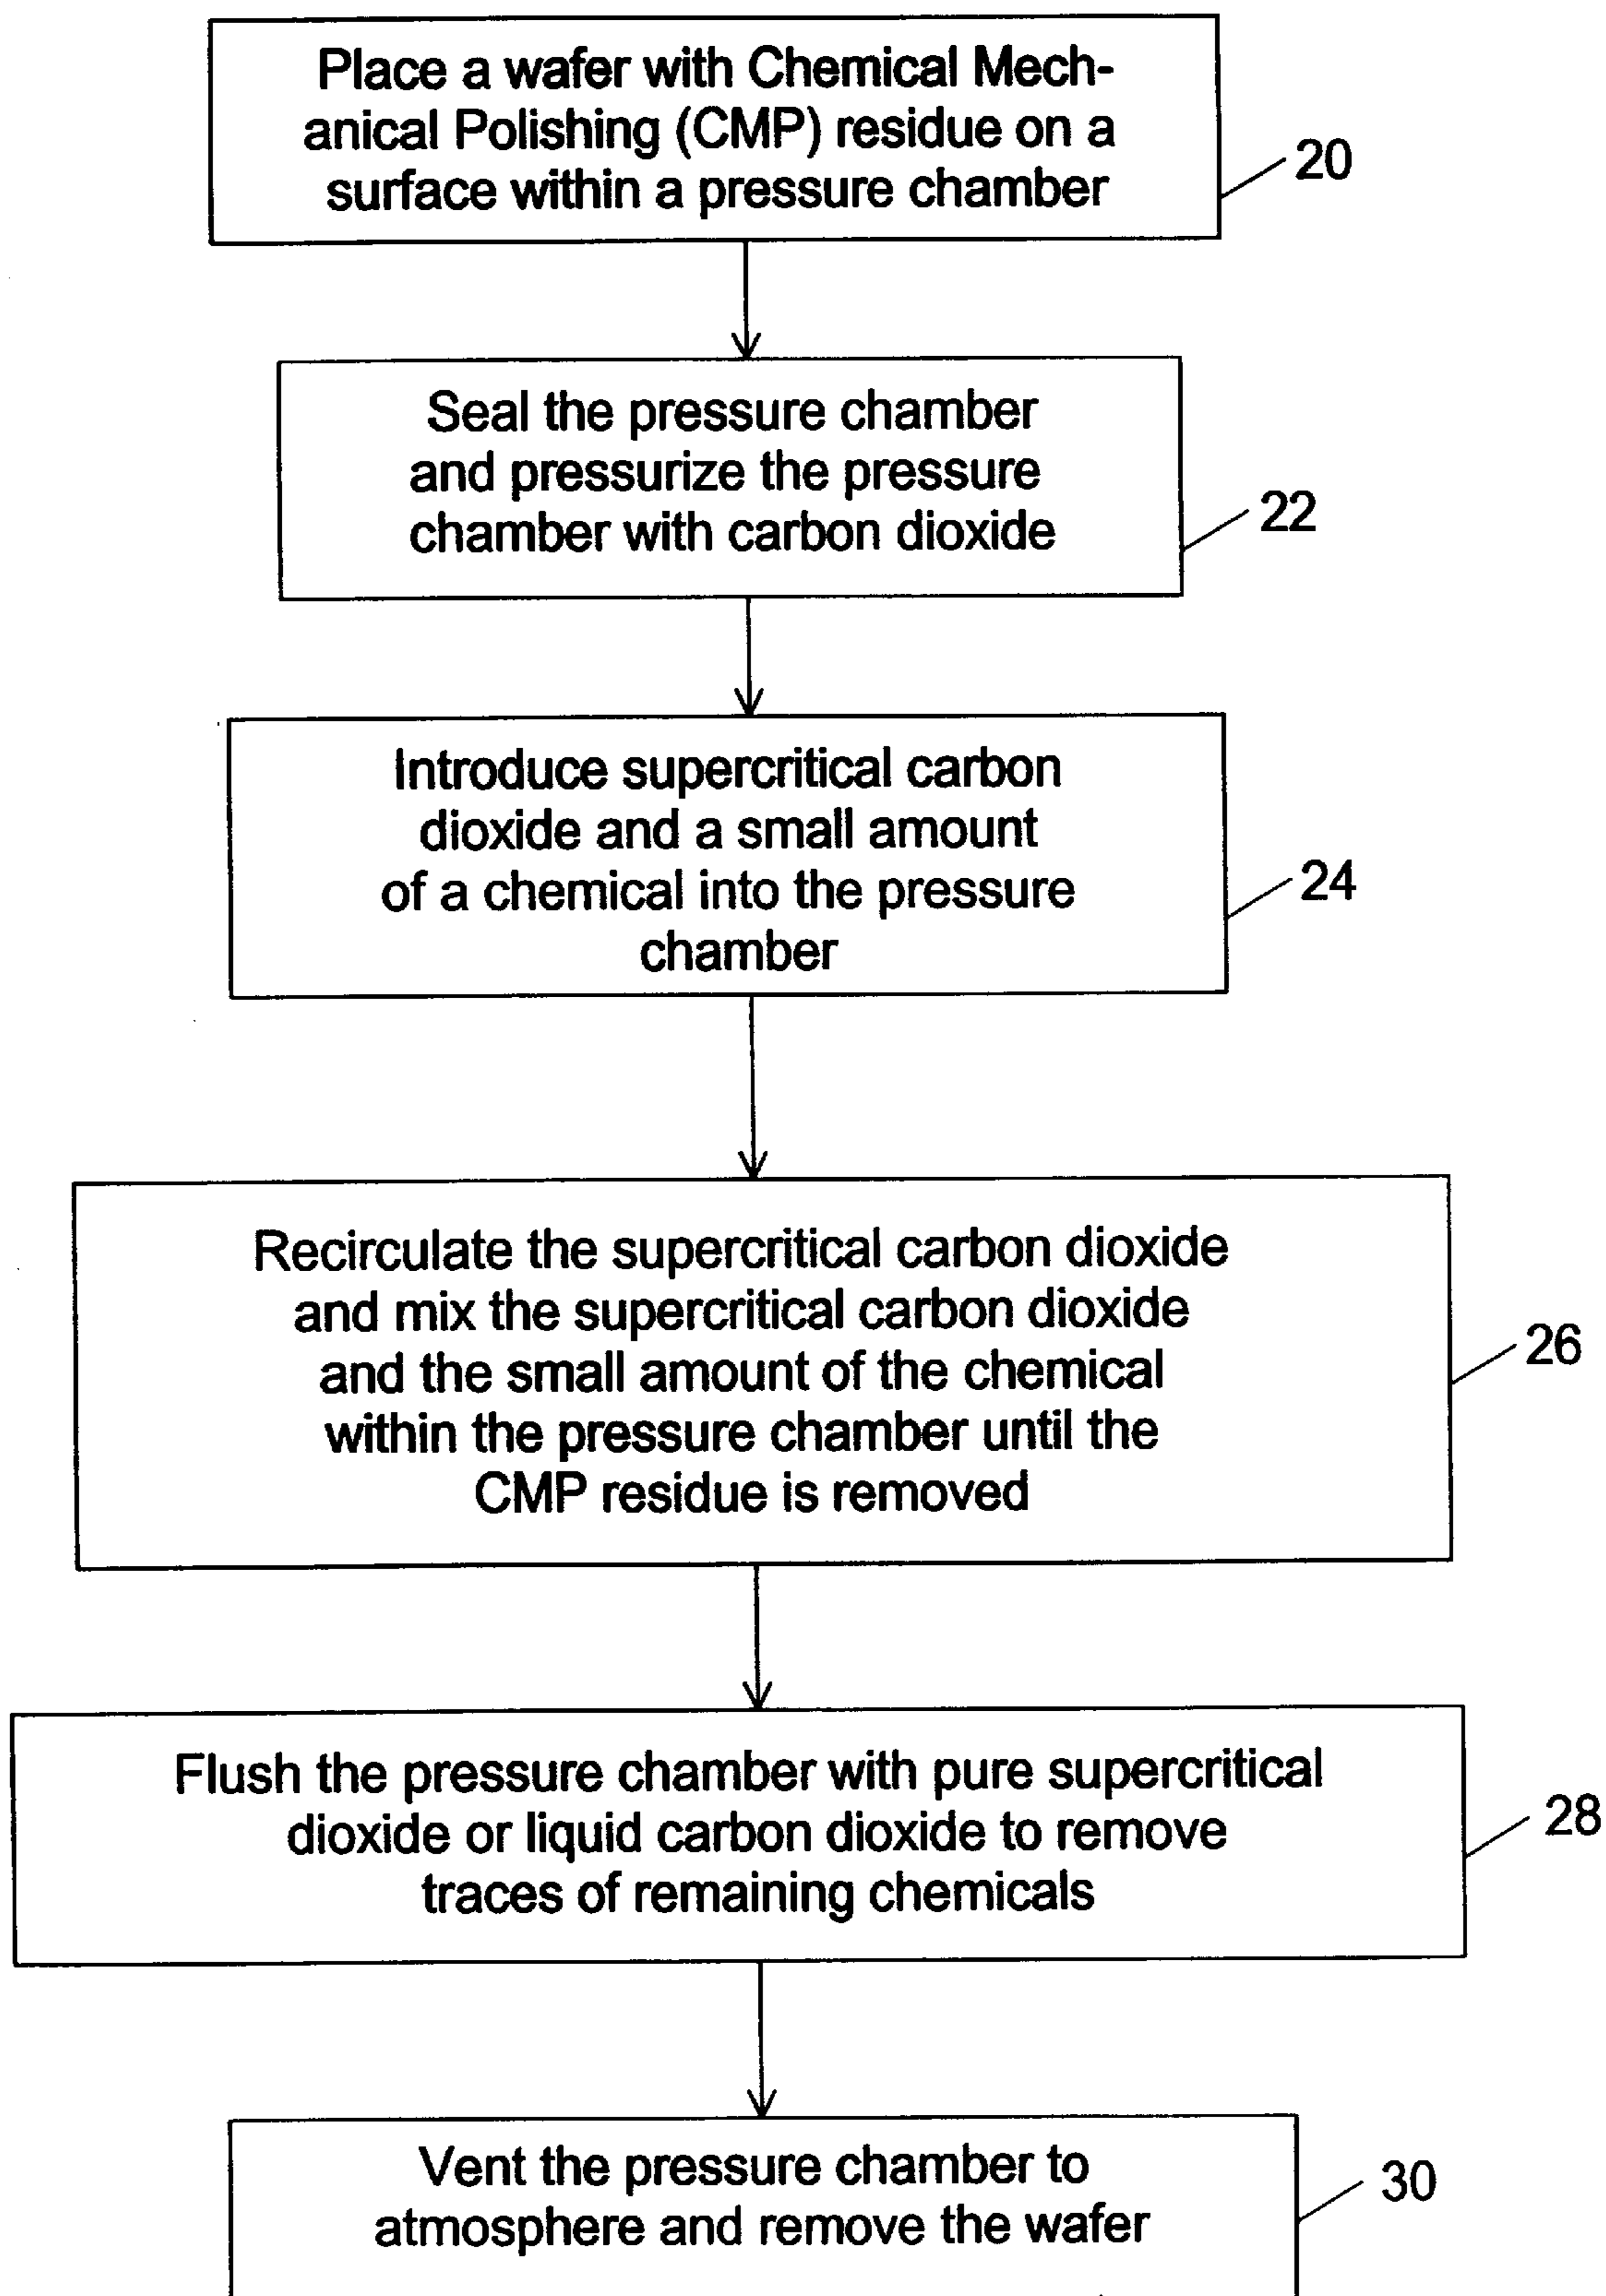 Place a wafer with Chemical Mech-
anical Polishing (CMP) residue on a
surface within a pressure chamber
20
Seal the pressure chamber
and pressurize the pressure
chamber with carbon dioxide
22
Introduce supercritical carbon
dioxide and a small amount
of a chemical into the pressure
chamber
24
Recirculate the supercritical carbon dioxide
and mix the supercritical carbon dioxide
and the small amount of the chemical
within the pressure chamber until the
CMP residue is removed
26
Flush the pressure chamber with pure supercritical
dioxide or liquid carbon dioxide to remove
traces of remaining chemicals
28
Vent the pressure chamber to
atmosphere and remove the wafer
30